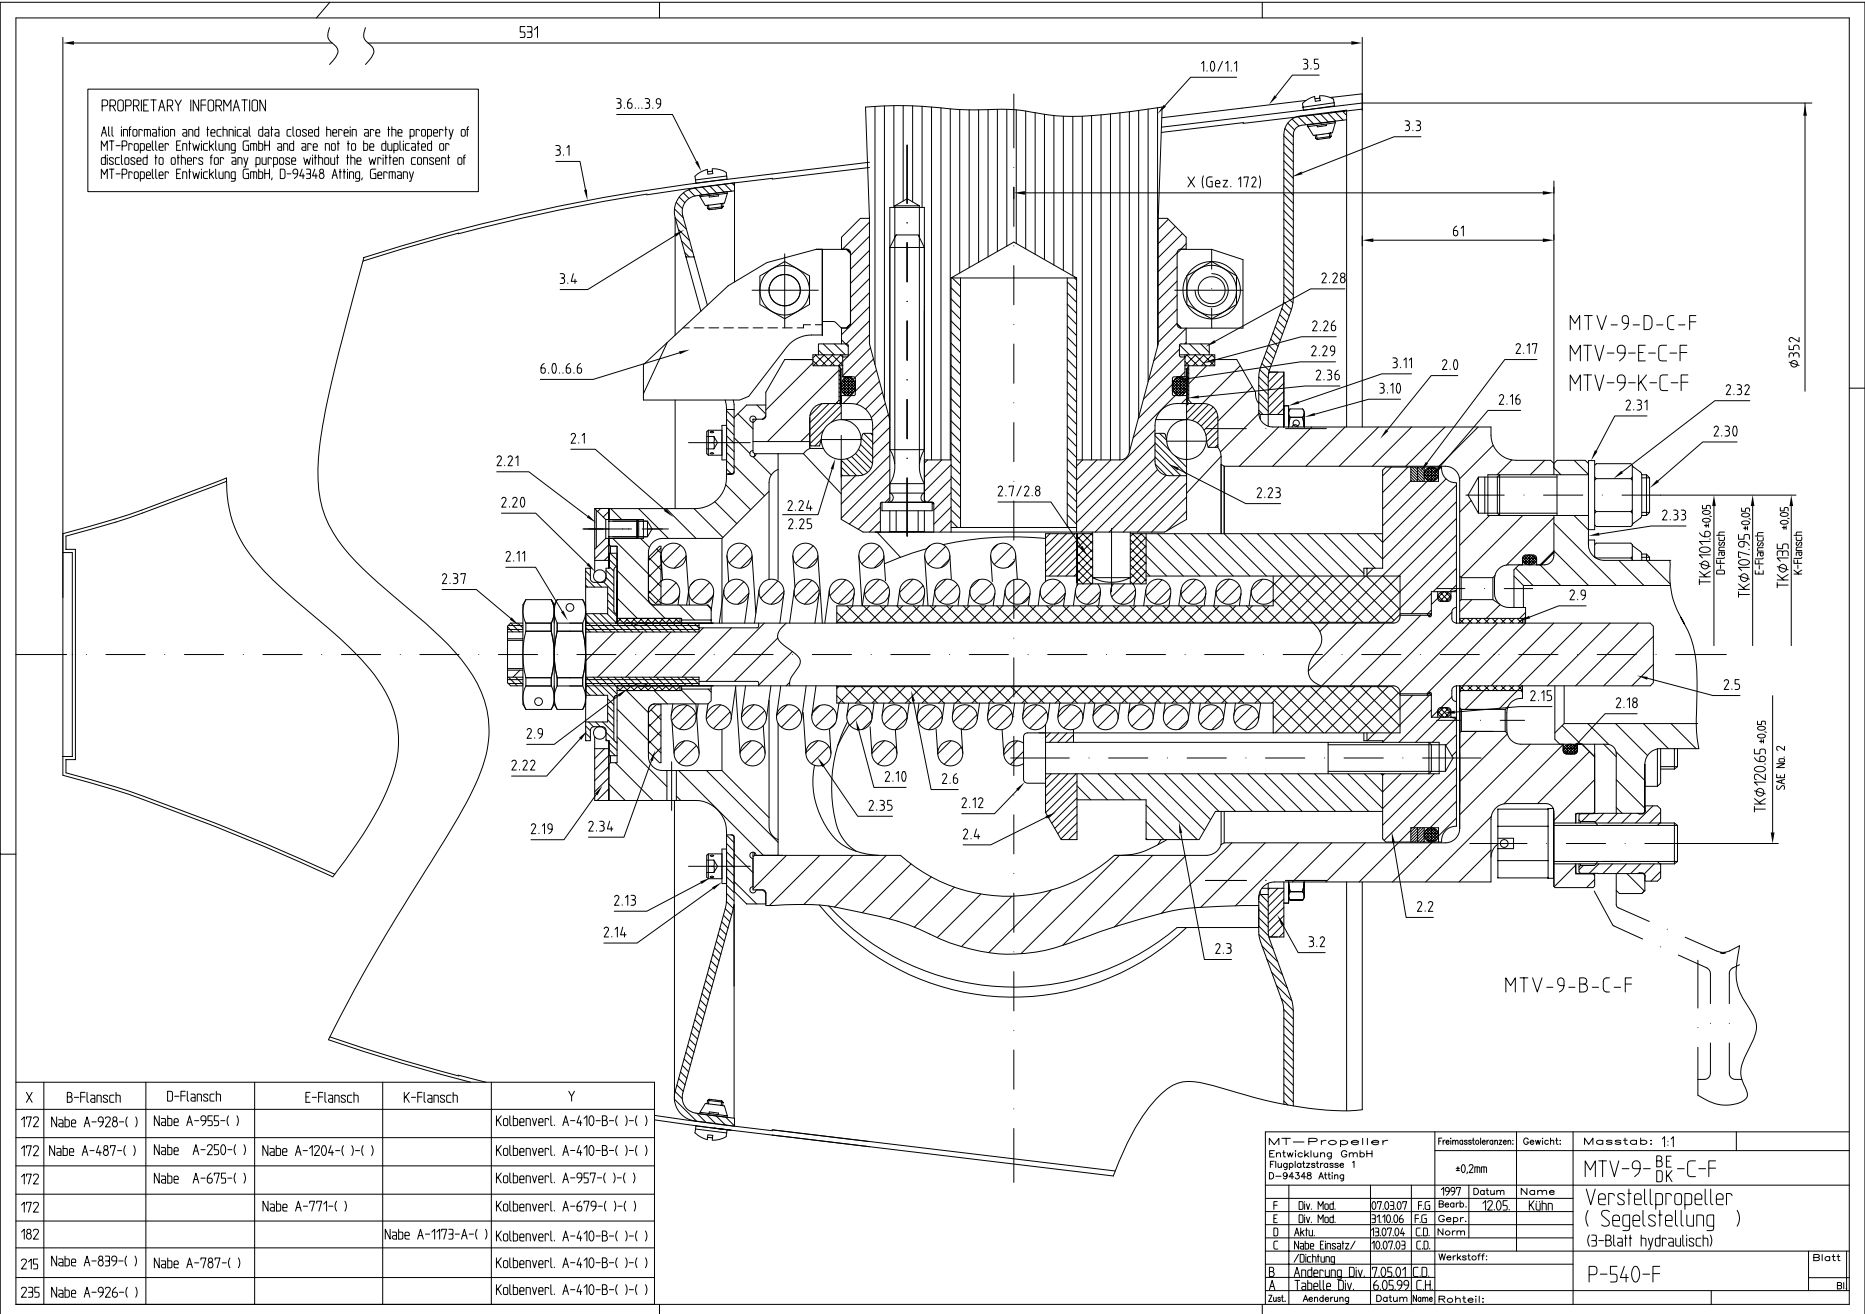 531
PROPRIETARY INFORMATION
All information and technical data closed herein are the property of
MT-Propeller Entwicklung GmbH and are not to be duplicated or
disclosed to others for any purpose without the written consent of
MT-Propeller Entwicklung GmbH, D-94348 Atting, Germany
3.6...3.9
3.1
3.4
6.0...6.6
1.0/1.1
3.5
3.3
X (Gez. 172)
61
Φ352
2.28
2.26
2.29
2.36
3.11
3.10
2.0
2.17
2.16
MTV-9-D-C-F
MTV-9-E-C-F
MTV-9-K-C-F
2.31
2.32
2.30
2.33
2.1
2.21
2.20
2.11
2.37
2.24
2.25
2.7/2.8
2.23
TKΦ101.6 ±0,05
D-Flansch
TKΦ107.95 ±0,05
E-Flansch
TKΦ135 ±0,05
K-Flansch
2.9
2.5
2.15
2.18
TKΦ120.65 ±0,05
SAE No. 2
2.9
2.22
2.19
2.34
2.10
2.35
2.6
2.12
2.4
2.13
2.14
2.3
2.2
3.2
MTV-9-B-C-F
X B-Flansch D-Flansch E-Flansch K-Flansch Y
172 Nabe A-928-( ) Nabe A-955-( ) Kolbenverl. A-410-B-( )-( )
172 Nabe A-487-( ) Nabe A-250-( ) Nabe A-1204-( )-( ) Kolbenverl. A-410-B-( )-( )
172 Nabe A-675-( ) Kolbenverl. A-957-( )-( )
172 Nabe A-771-( ) Kolbenverl. A-679-( )-( )
182 Nabe A-1173-A-( ) Kolbenverl. A-410-B-( )-( )
215 Nabe A-839-( ) Nabe A-787-( ) Kolbenverl. A-410-B-( )-( )
235 Nabe A-926-( ) Kolbenverl. A-410-B-( )-( )
MT-Propeller
Entwicklung GmbH
Flugplatzstrasse 1
D-94348 Atting
Freimasstoleranzen:
±0,2mm
Gewicht:
Masstab: 1:1
MTV-9-BE/DK-C-F
Verstellpropeller
( Segelstellung )
(3-Blatt hydraulisch)
1997 Datum Name
Bearb. 12.05. Kühn
Gepr.
Norm
Werkstoff:
Rohteil:
P-540-F
Blatt
Bl.
F Div. Mod. 07.03.07 F.G
E Div. Mod. 31.10.06 F.G
D Aktu. 13.07.04 C.D.
C Nabe Einsatz/ 10.07.03 C.D.
/Dichtung
B Anderung Div. 7.05.01 C.D.
A Tabelle Div. 6.05.99 C.H.
Zust. Aenderung Datum Name